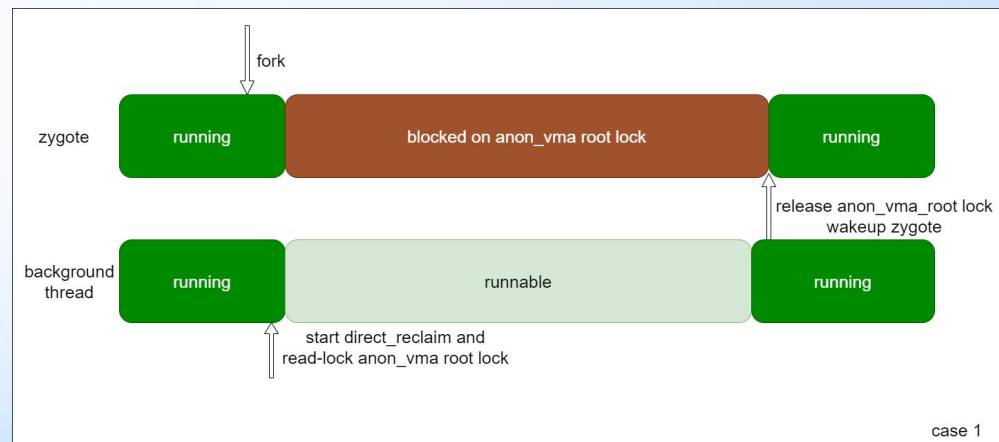 fork
zygote
running
blocked on anon_vma root lock
running
release anon_vma_root lock
wakeup zygote
background
thread
running
runnable
running
start direct_reclaim and
read-lock anon_vma root lock
case 1